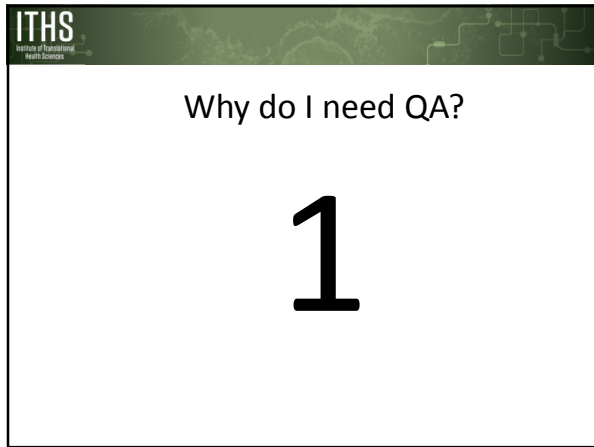 ITHS
Institute of Translational
Health Sciences
Why do I need QA?
1